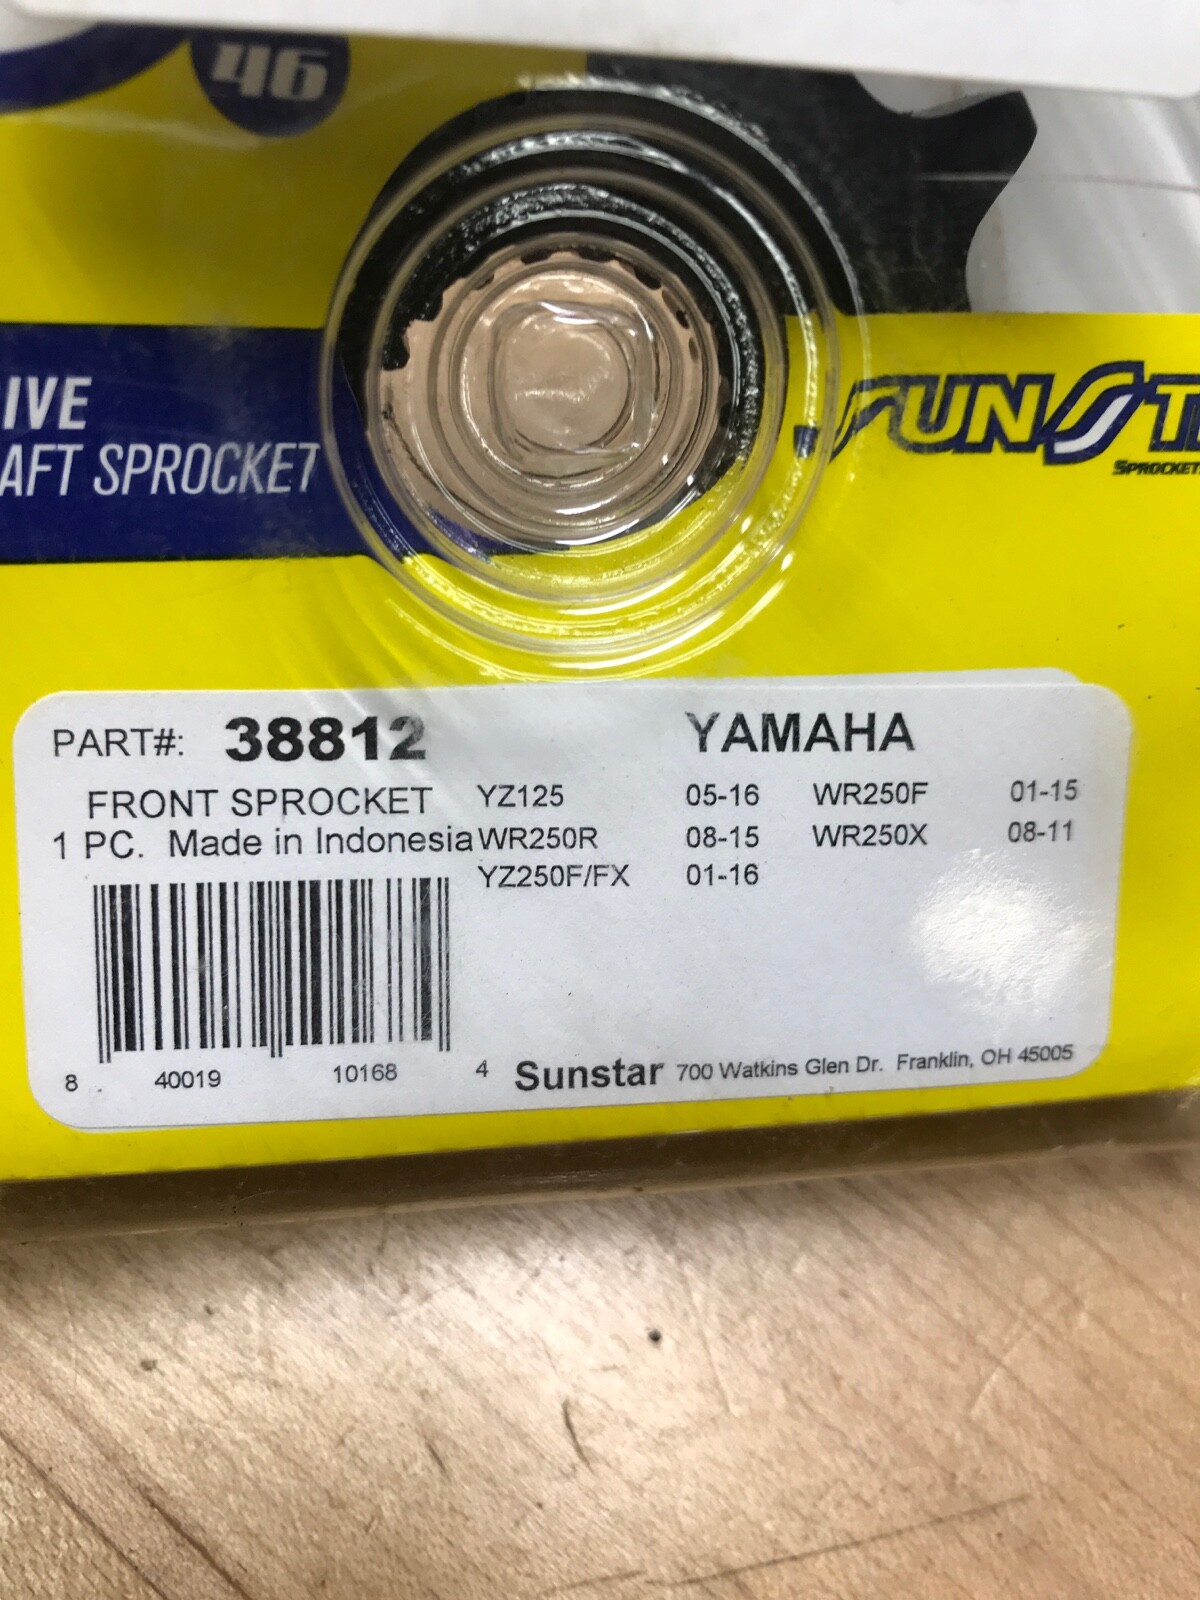 46
IVE
AFT SPROCKET
SUNST
SPROCKET
PART#: 38812 YAMAHA
FRONT SPROCKET YZ125 05-16 WR250F 01-15
1 PC. Made in Indonesia WR250R 08-15 WR250X 08-11
YZ250F/FX 01-16
8 40019 10168 4 Sunstar 700 Watkins Glen Dr. Franklin, OH 45005